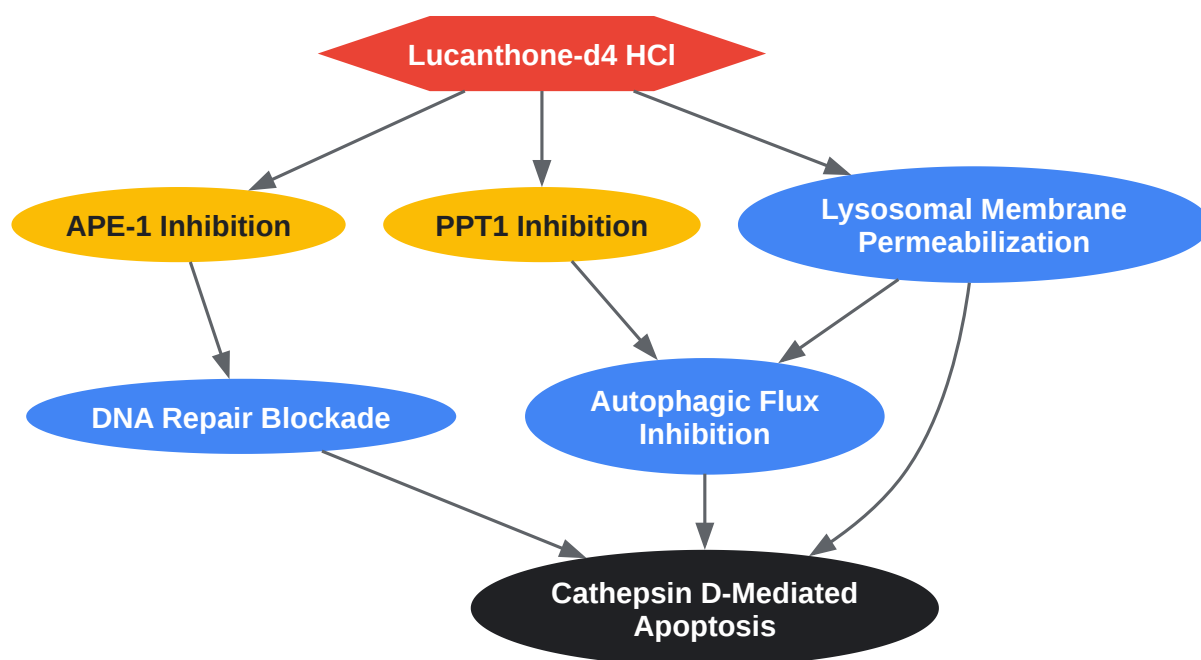 Lucanthone-d4 HCl
APE-1 Inhibition
PPT1 Inhibition
Lysosomal Membrane
Permeabilization
DNA Repair Blockade
Autophagic Flux
Inhibition
Cathepsin D-Mediated
Apoptosis